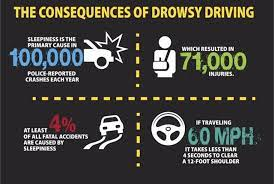 THE CONSEQUENCES OF DROWSY DRIVING
SLEEPINESS IS THE
PRIMARY CAUSE IN
100,000
POLICE-REPORTED
CRASHES EACH YEAR
WHICH RESULTED IN
71,000
INJURIES.
AT LEAST
4%
OF ALL FATAL ACCIDENTS
ARE CAUSED BY
SLEEPINESS
IF TRAVELING
60 MPH
IT TAKES LESS THAN
4 SECONDS TO CLEAR
A 12-FOOT SHOULDER